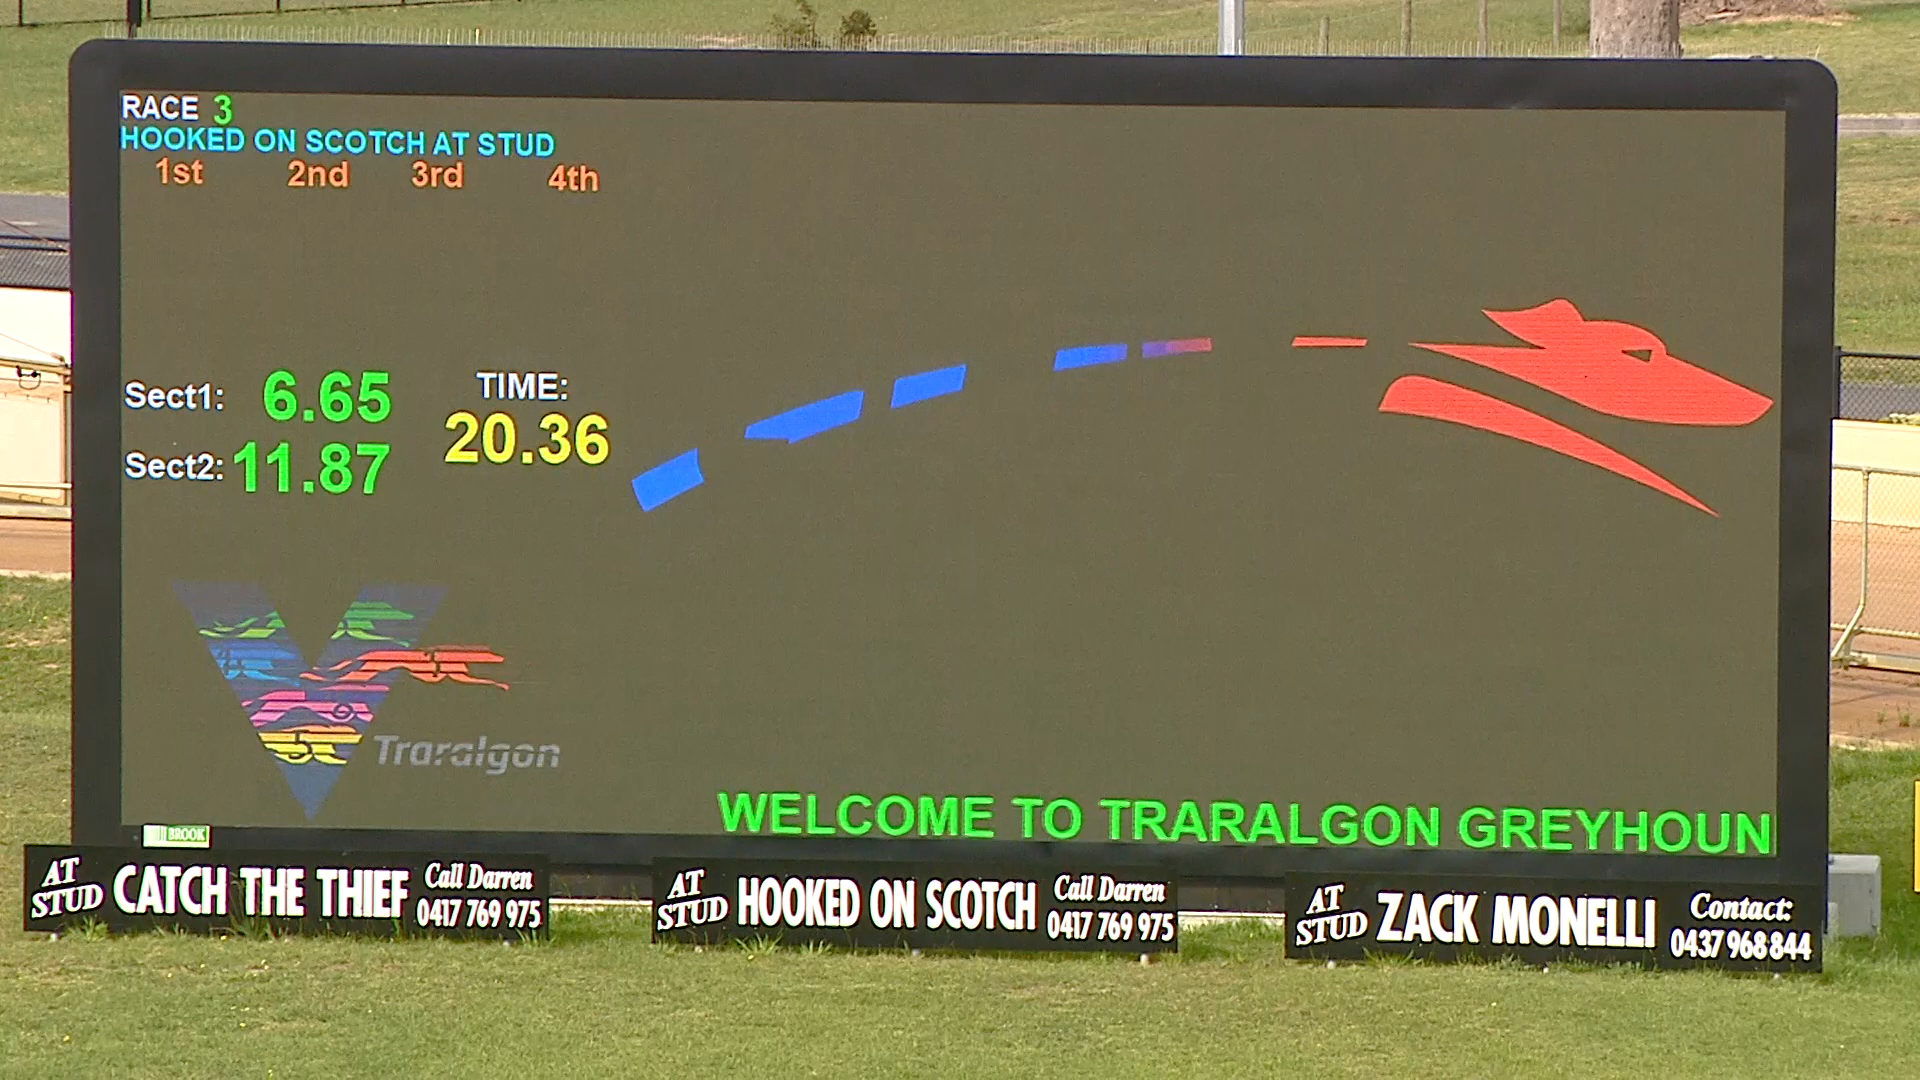 RACE 3
HOOKED ON SCOTCH AT STUD
1st 2nd 3rd 4th
Sect1: 6.65
TIME:
20.36
Sect2: 11.87
Traralgon
WELCOME TO TRARALGON GREYHOUN
BROOK
AT STUD CATCH THE THIEF Call Darren 0417 769 975
AT STUD HOOKED ON SCOTCH Call Darren 0417 769 975
AT STUD ZACK MONELLI Contact: 0437 968 844